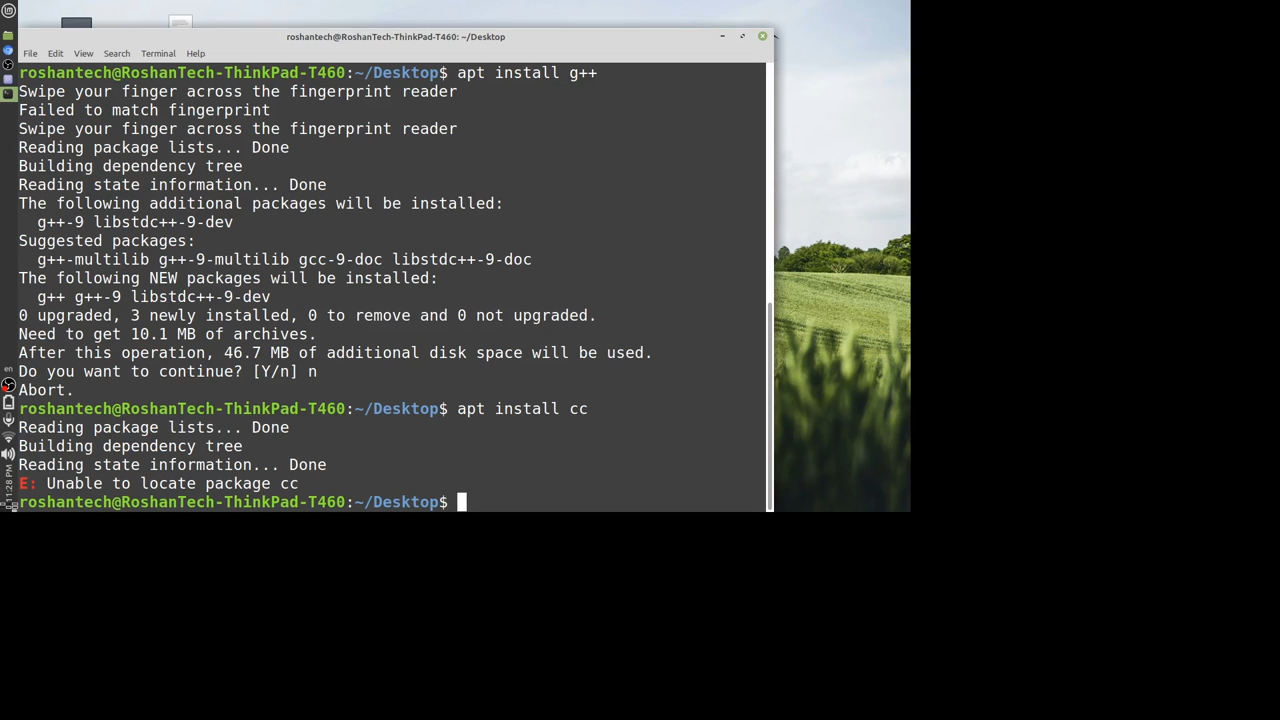 roshantech@RoshanTech-ThinkPad-T460: ~/Desktop
File Edit View Search Terminal Help
roshantech@RoshanTech-ThinkPad-T460:~/Desktop$ apt install g++
Swipe your finger across the fingerprint reader
Failed to match fingerprint
Swipe your finger across the fingerprint reader
Reading package lists... Done
Building dependency tree
Reading state information... Done
The following additional packages will be installed:
  g++-9 libstdc++-9-dev
Suggested packages:
  g++-multilib g++-9-multilib gcc-9-doc libstdc++-9-doc
The following NEW packages will be installed:
  g++ g++-9 libstdc++-9-dev
0 upgraded, 3 newly installed, 0 to remove and 0 not upgraded.
Need to get 10.1 MB of archives.
After this operation, 46.7 MB of additional disk space will be used.
Do you want to continue? [Y/n] n
Abort.
roshantech@RoshanTech-ThinkPad-T460:~/Desktop$ apt install cc
Reading package lists... Done
Building dependency tree
Reading state information... Done
E: Unable to locate package cc
roshantech@RoshanTech-ThinkPad-T460:~/Desktop$
en
11:28 PM